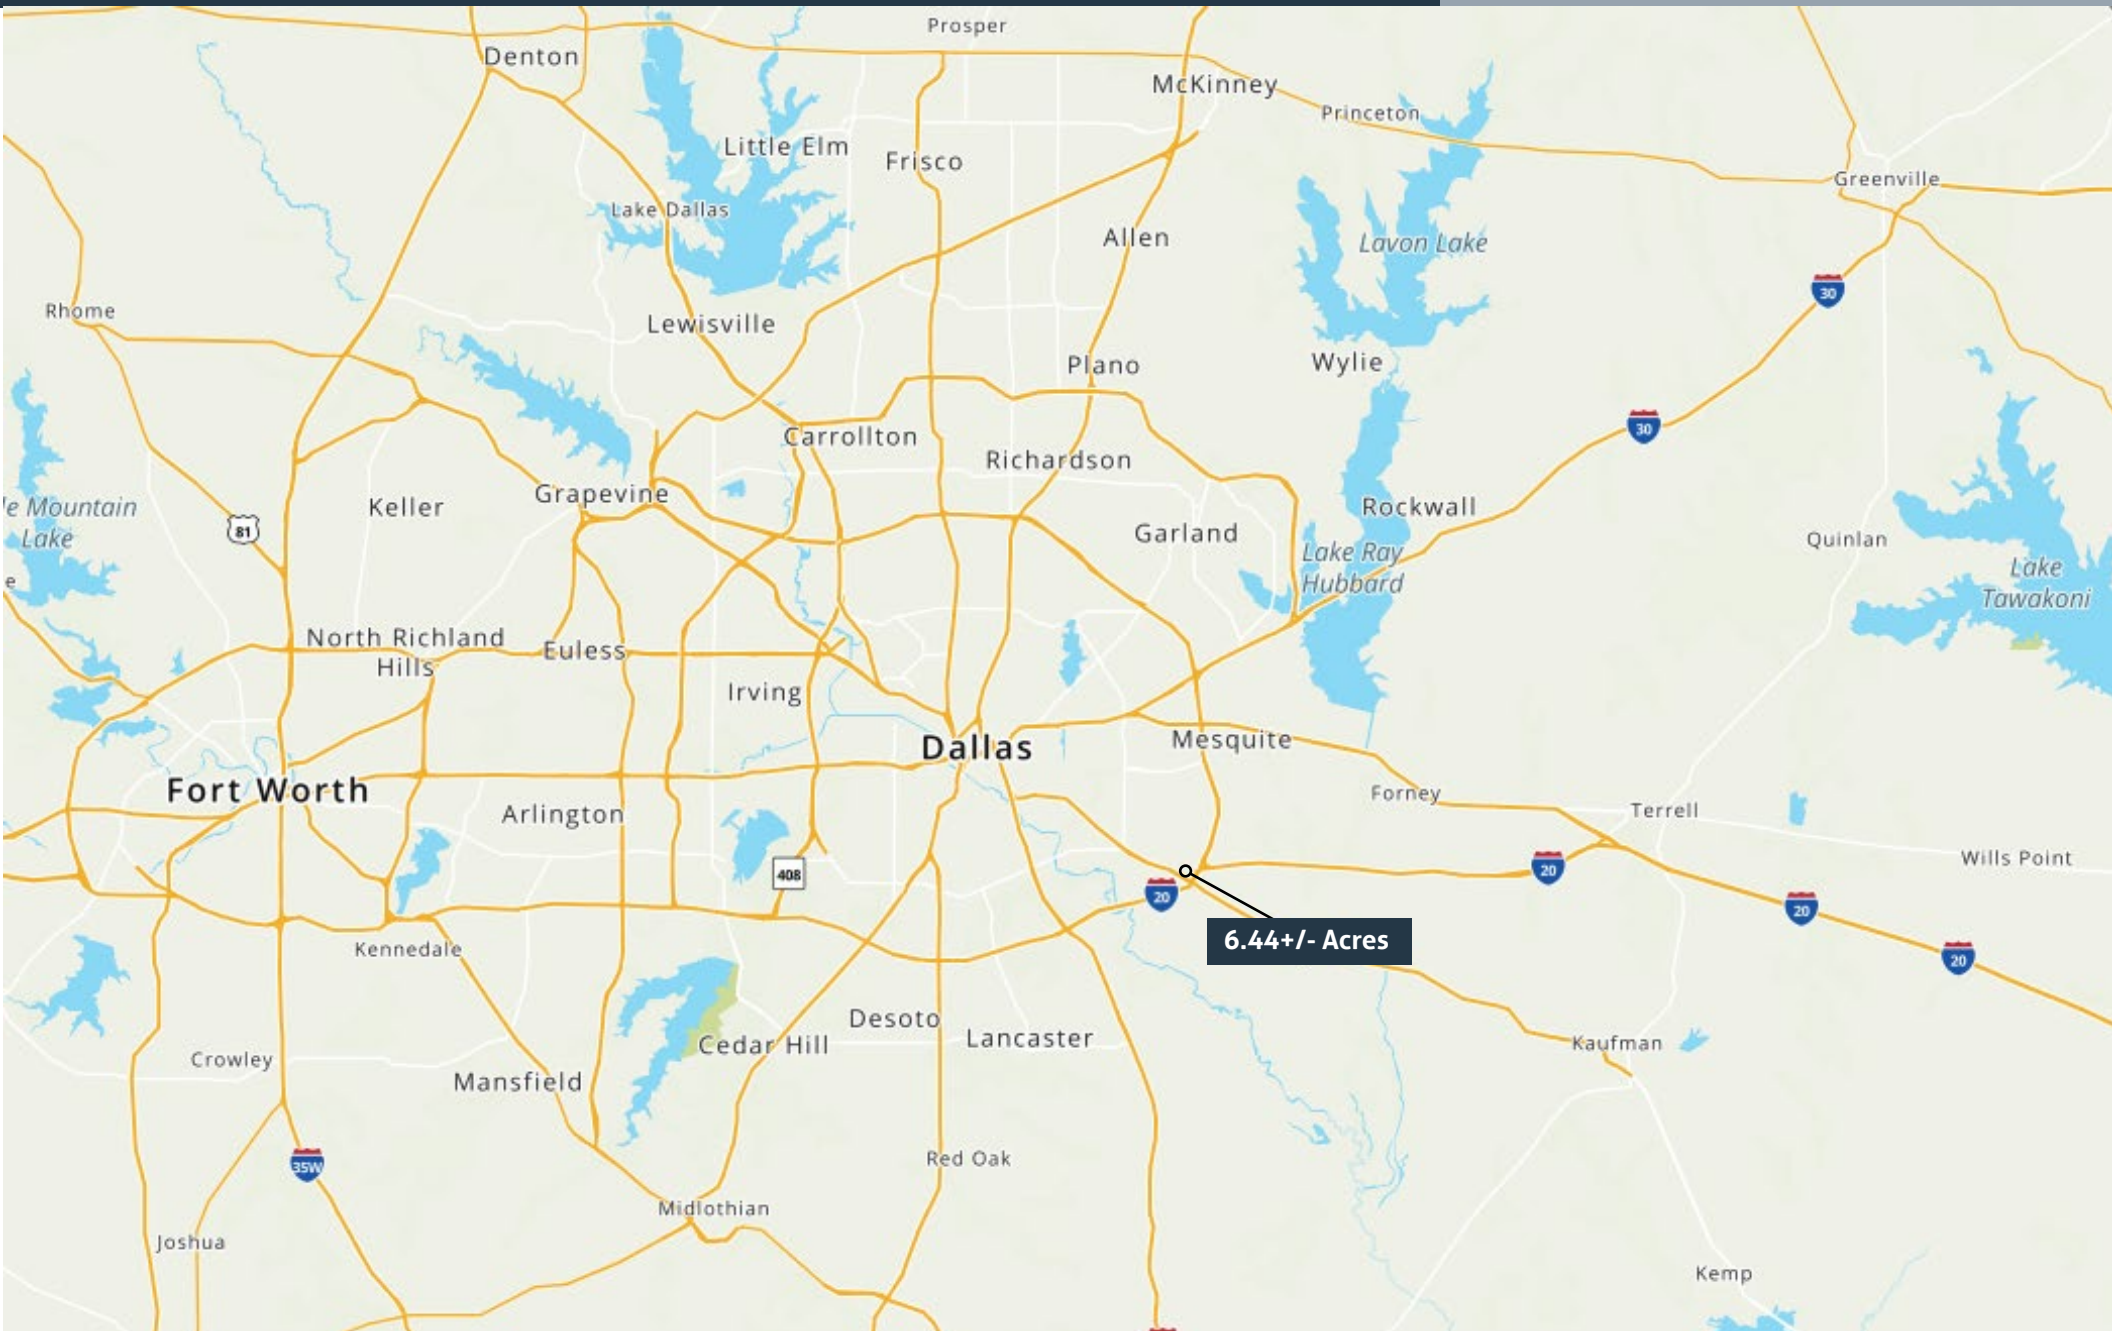 Prosper
Denton
McKinney
Princeton
Little Elm
Frisco
Greenville
Lake Dallas
Allen
Lavon Lake
30
Rhome
Lewisville
Wylie
Plano
30
Carrollton
Richardson
Grapevine
Keller
Rockwall
le Mountain
Lake
81
Garland
Quinlan
Lake Ray
Hubbard
Lake
Tawakoni
e
North Richland
Hills
Euless
Irving
Dallas
Mesquite
Fort Worth
Forney
Arlington
Terrell
Wills Point
408
20
20
20
6.44+/- Acres
Kennedale
20
Desoto
Lancaster
Cedar Hill
Kaufman
Crowley
Mansfield
Red Oak
35W
Midlothian
Joshua
Kemp